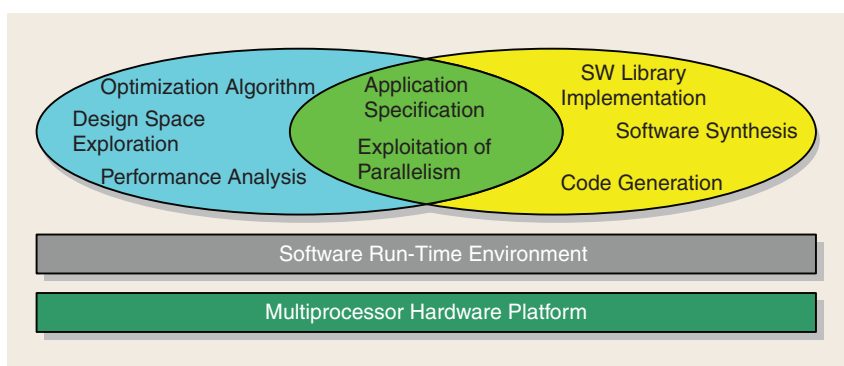 Optimization Algorithm
Design Space
Exploration
Performance Analysis
Application
Specification
Exploitation of
Parallelism
SW Library
Implementation
Software Synthesis
Code Generation
Software Run-Time Environment
Multiprocessor Hardware Platform